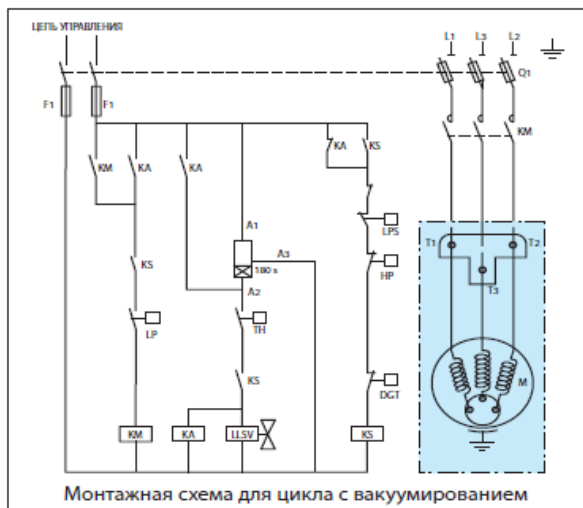 ЦЕПЬ УПРАВЛЕНИЯ
L1 L3 L2
Q1
F1 F1
KM KA KA KA KS KM
LPS
A1
A3
180 s
A2
KS
HP
T1 T2
T3
LP TH
KS
DGT
M
KM KA LLSV KS
Монтажная схема для цикла с вакуумированием